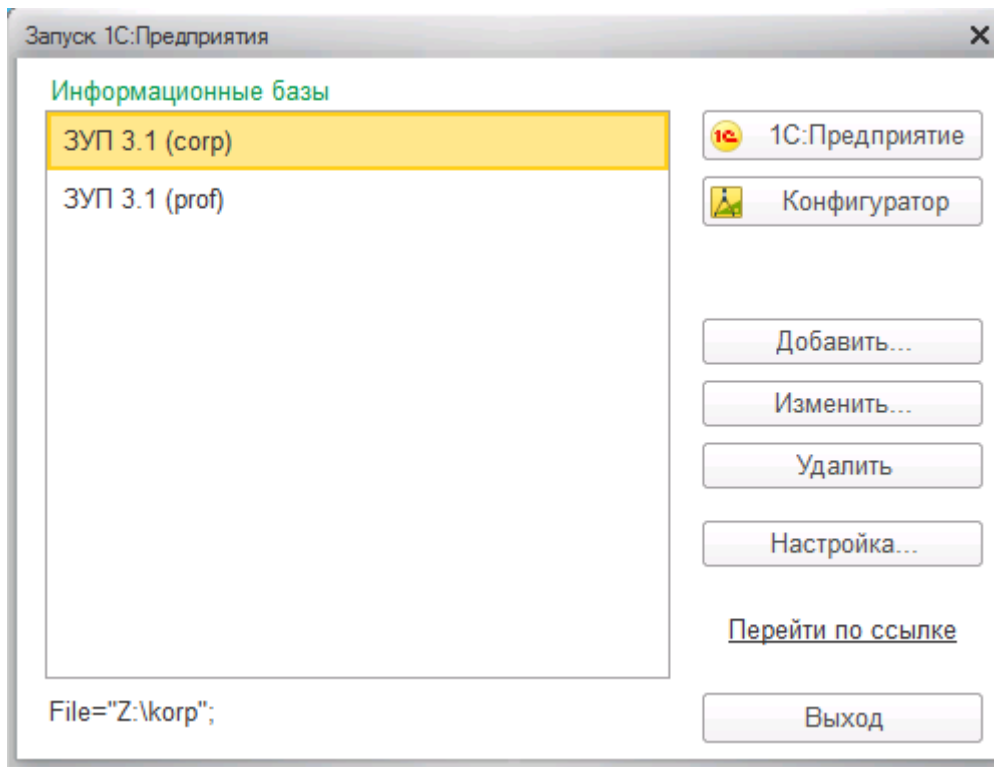 Запуск 1С:Предприятия
Информационные базы
ЗУП 3.1 (corp)
ЗУП 3.1 (prof)
1С:Предприятие
Конфигуратор
Добавить...
Изменить...
Удалить
Настройка...
Перейти по ссылке
File="Z:\korp";
Выход